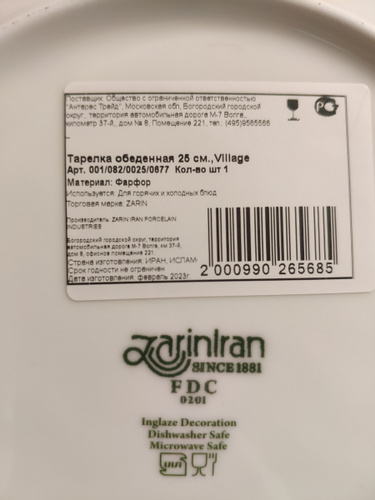 Поставщик: Общество с ограниченной ответственностью
"Антерес Трейд", Московская обл, Богородский городской
округ, территория автомобильная дорога М-7 Волга,
километр 37-й, дом № 8, Помещение 221, тел.: (495)9565566
РС
Тарелка обеденная 25 см.,Village
Арт. 001/082/0025/0677 Кол-во шт 1
Материал: Фарфор
Используется: Для горячих и холодных блюд
Торговая марка: ZARIN
Производитель: ZARIN IRAN PORCELAIN
INDUSTRIES
Богородский городской округ, территория
автомобильная дорога М-7 Волга, км 37-й,
дом 8, офисное помещение 221.
Страна изготовления: ИРАН, ИСЛАМ
Срок годности не ограничен
Дата изготовления: февраль 2023г.
2 000990 265685
ZarinIran
SINCE 1881
FDC
0201
Inglaze Decoration
Dishwasher Safe
Microwave Safe